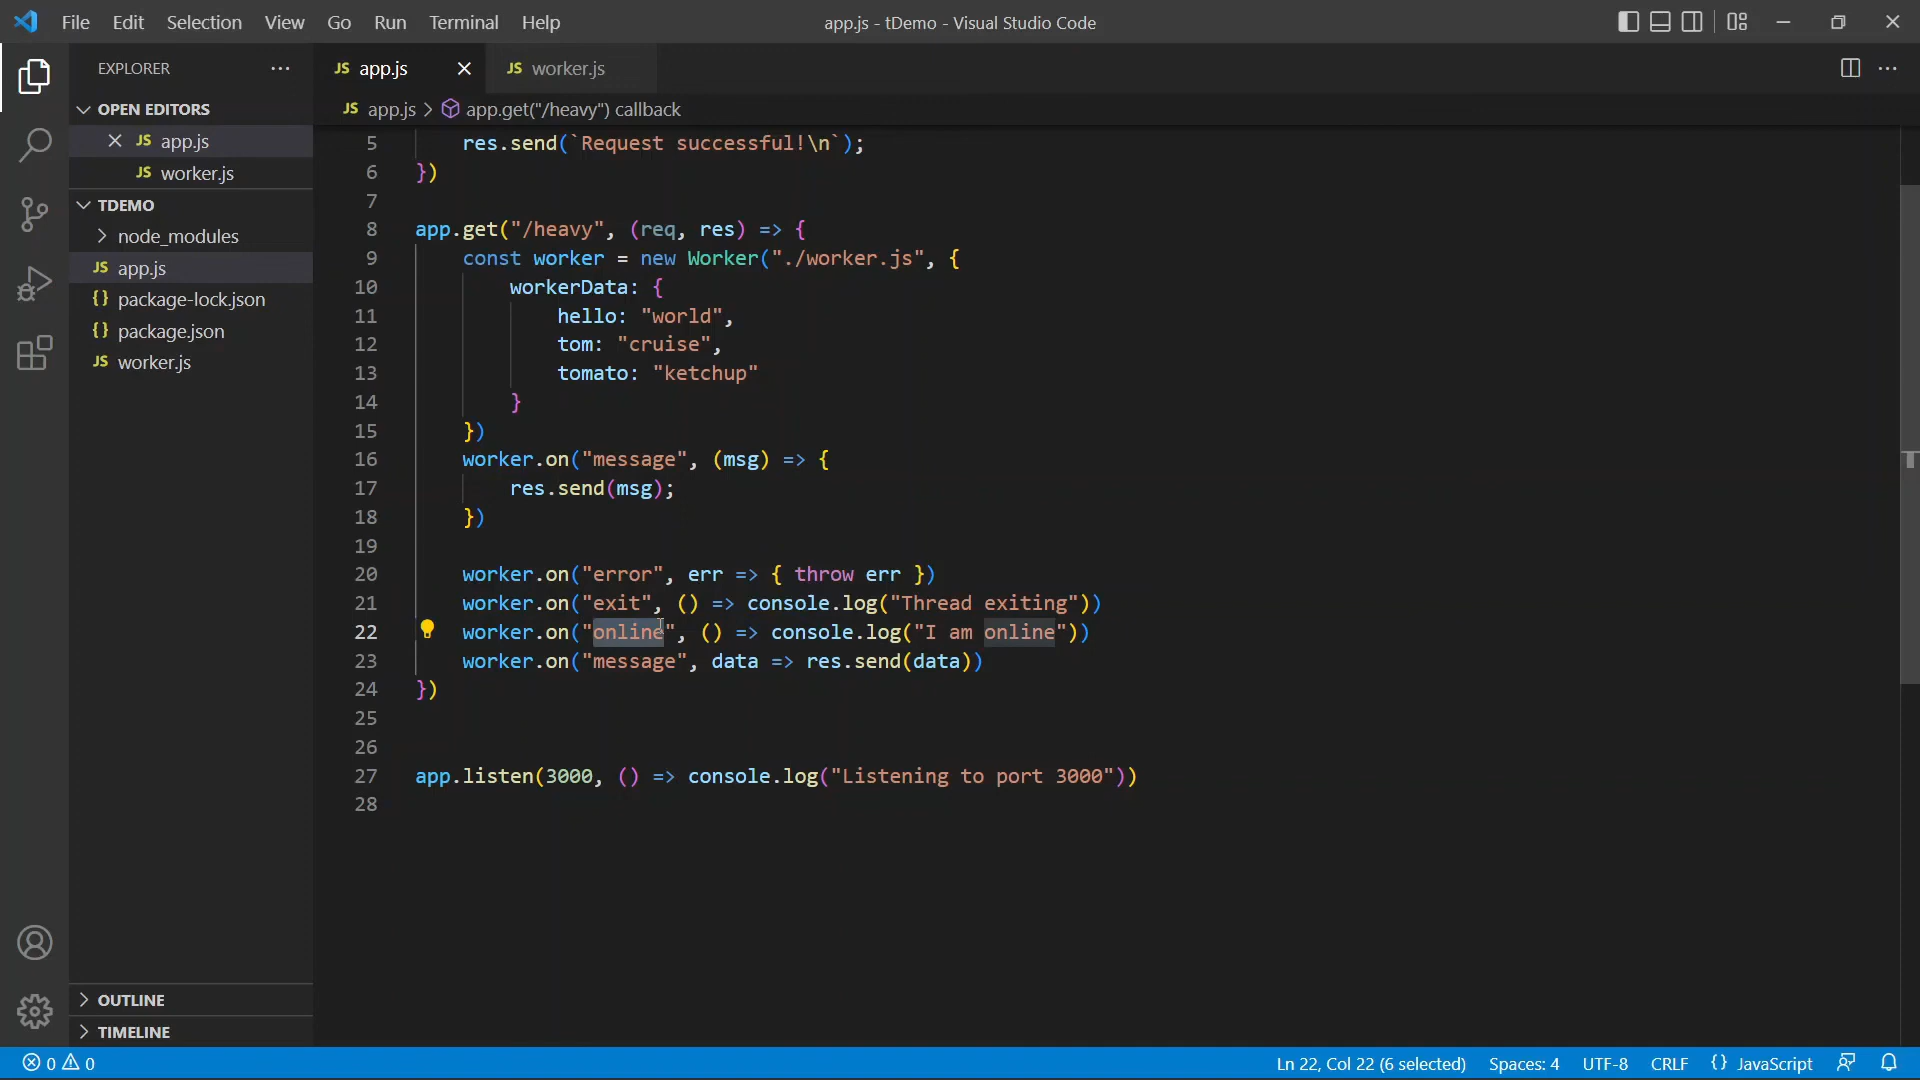 File Edit Selection View Go Run Terminal Help app.js - tDemo - Visual Studio Code
EXPLORER
OPEN EDITORS
JS app.js
JS worker.js
TDEMO
node_modules
JS app.js
{} package-lock.json
{} package.json
JS worker.js
OUTLINE
TIMELINE
JS app.js JS worker.js
JS app.js > app.get("/heavy") callback
5 res.send(`Request successful!\n`);
6 })
7
8 app.get("/heavy", (req, res) => {
9 const worker = new Worker("./worker.js", {
10 workerData: {
11 hello: "world",
12 tom: "cruise",
13 tomato: "ketchup"
14 }
15 })
16 worker.on("message", (msg) => {
17 res.send(msg);
18 })
19
20 worker.on("error", err => { throw err })
21 worker.on("exit", () => console.log("Thread exiting"))
22 worker.on("online", () => console.log("I am online"))
23 worker.on("message", data => res.send(data))
24 })
25
26
27 app.listen(3000, () => console.log("Listening to port 3000"))
28
0 0 Ln 22, Col 22 (6 selected) Spaces: 4 UTF-8 CRLF {} JavaScript